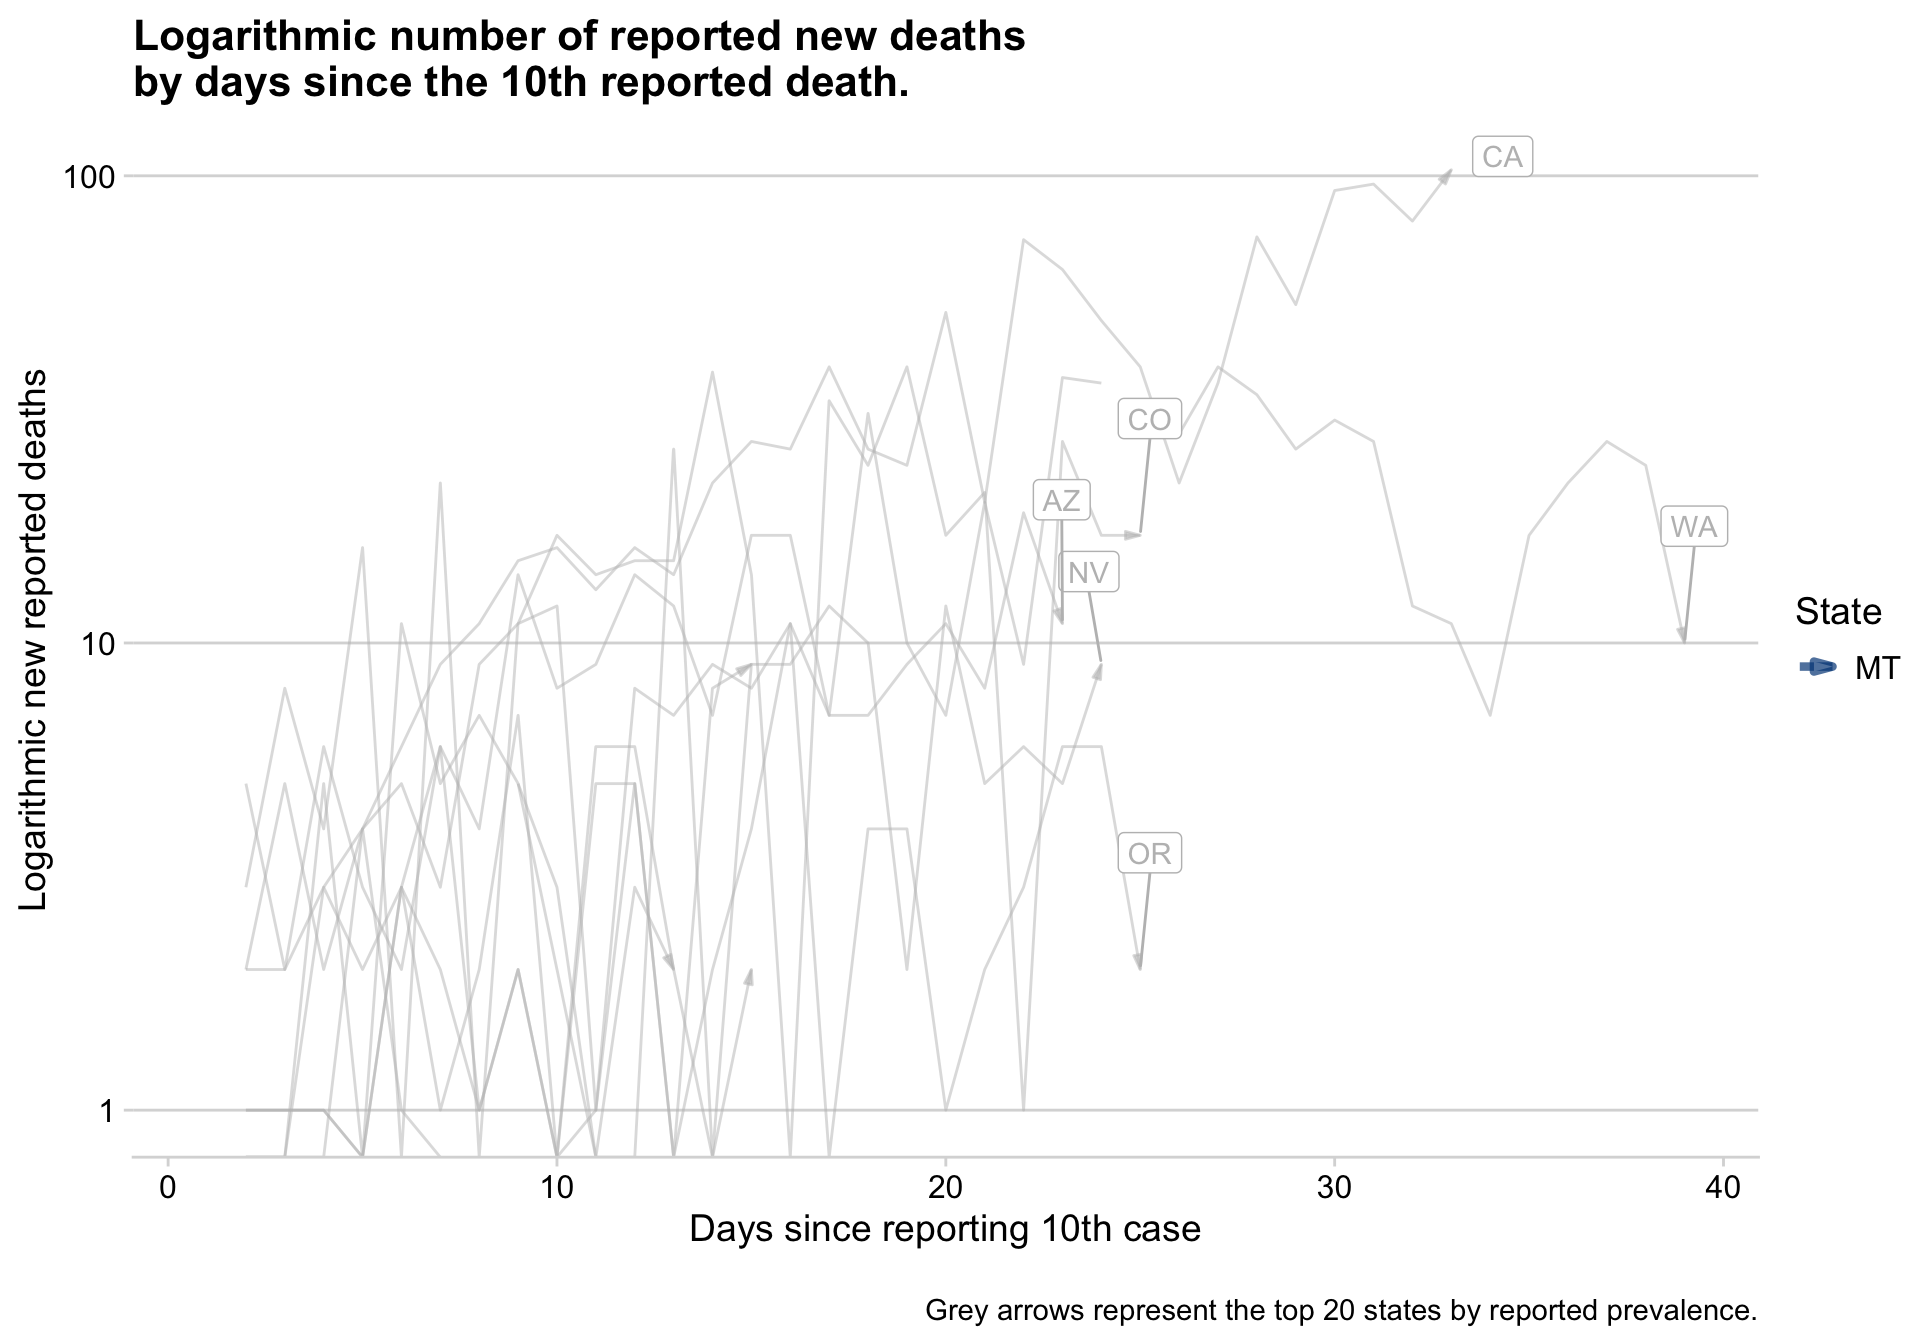 Logarithmic number of reported new deaths
by days since the 10th reported death.
Logarithmic new reported deaths
100
10
1
CA
CO
AZ
NV
WA
OR
State
MT
0 10 20 30 40
Days since reporting 10th case
Grey arrows represent the top 20 states by reported prevalence.